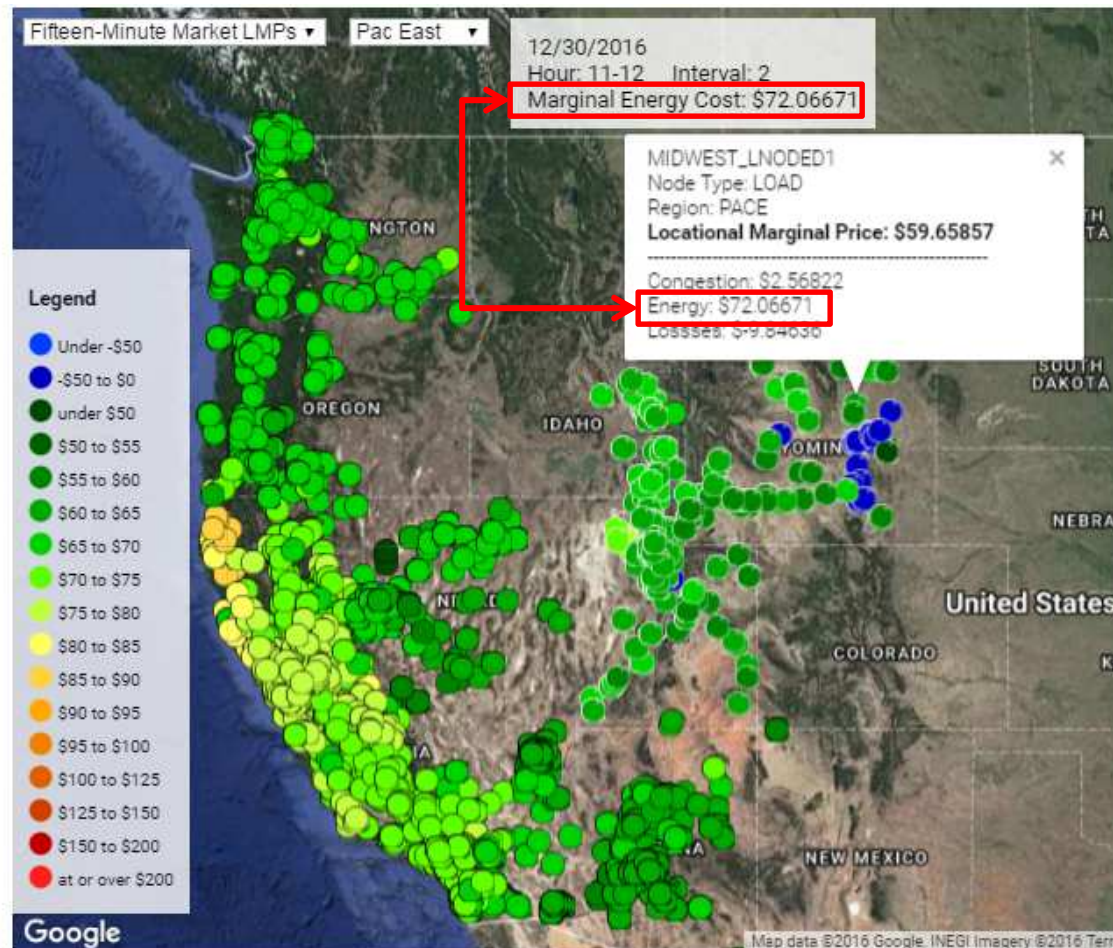 Fifteen-Minute Market LMPs ▾
Pac East ▾
12/30/2016
Hour: 11-12 Interval: 2
Marginal Energy Cost: $72.06671
MIDWEST_LNODED1 ×
Node Type: LOAD
Region: PACE
Locational Marginal Price: $59.65857
Congestion: $2.56822
Energy: $72.06671
Lossses: $-9.84636
NGTON
OREGON
IDAHO
YOMIN
TH
TA
SOUTH
DAKOTA
NEBRA
United States
COLORADO
K
NEW MEXICO
Legend
Under -$50
-$50 to $0
under $50
$50 to $55
$55 to $60
$60 to $65
$65 to $70
$70 to $75
$75 to $80
$80 to $85
$85 to $90
$90 to $95
$95 to $100
$100 to $125
$125 to $150
$150 to $200
at or over $200
Google
Map data ©2016 Google, INEGI Imagery ©2016 Terr